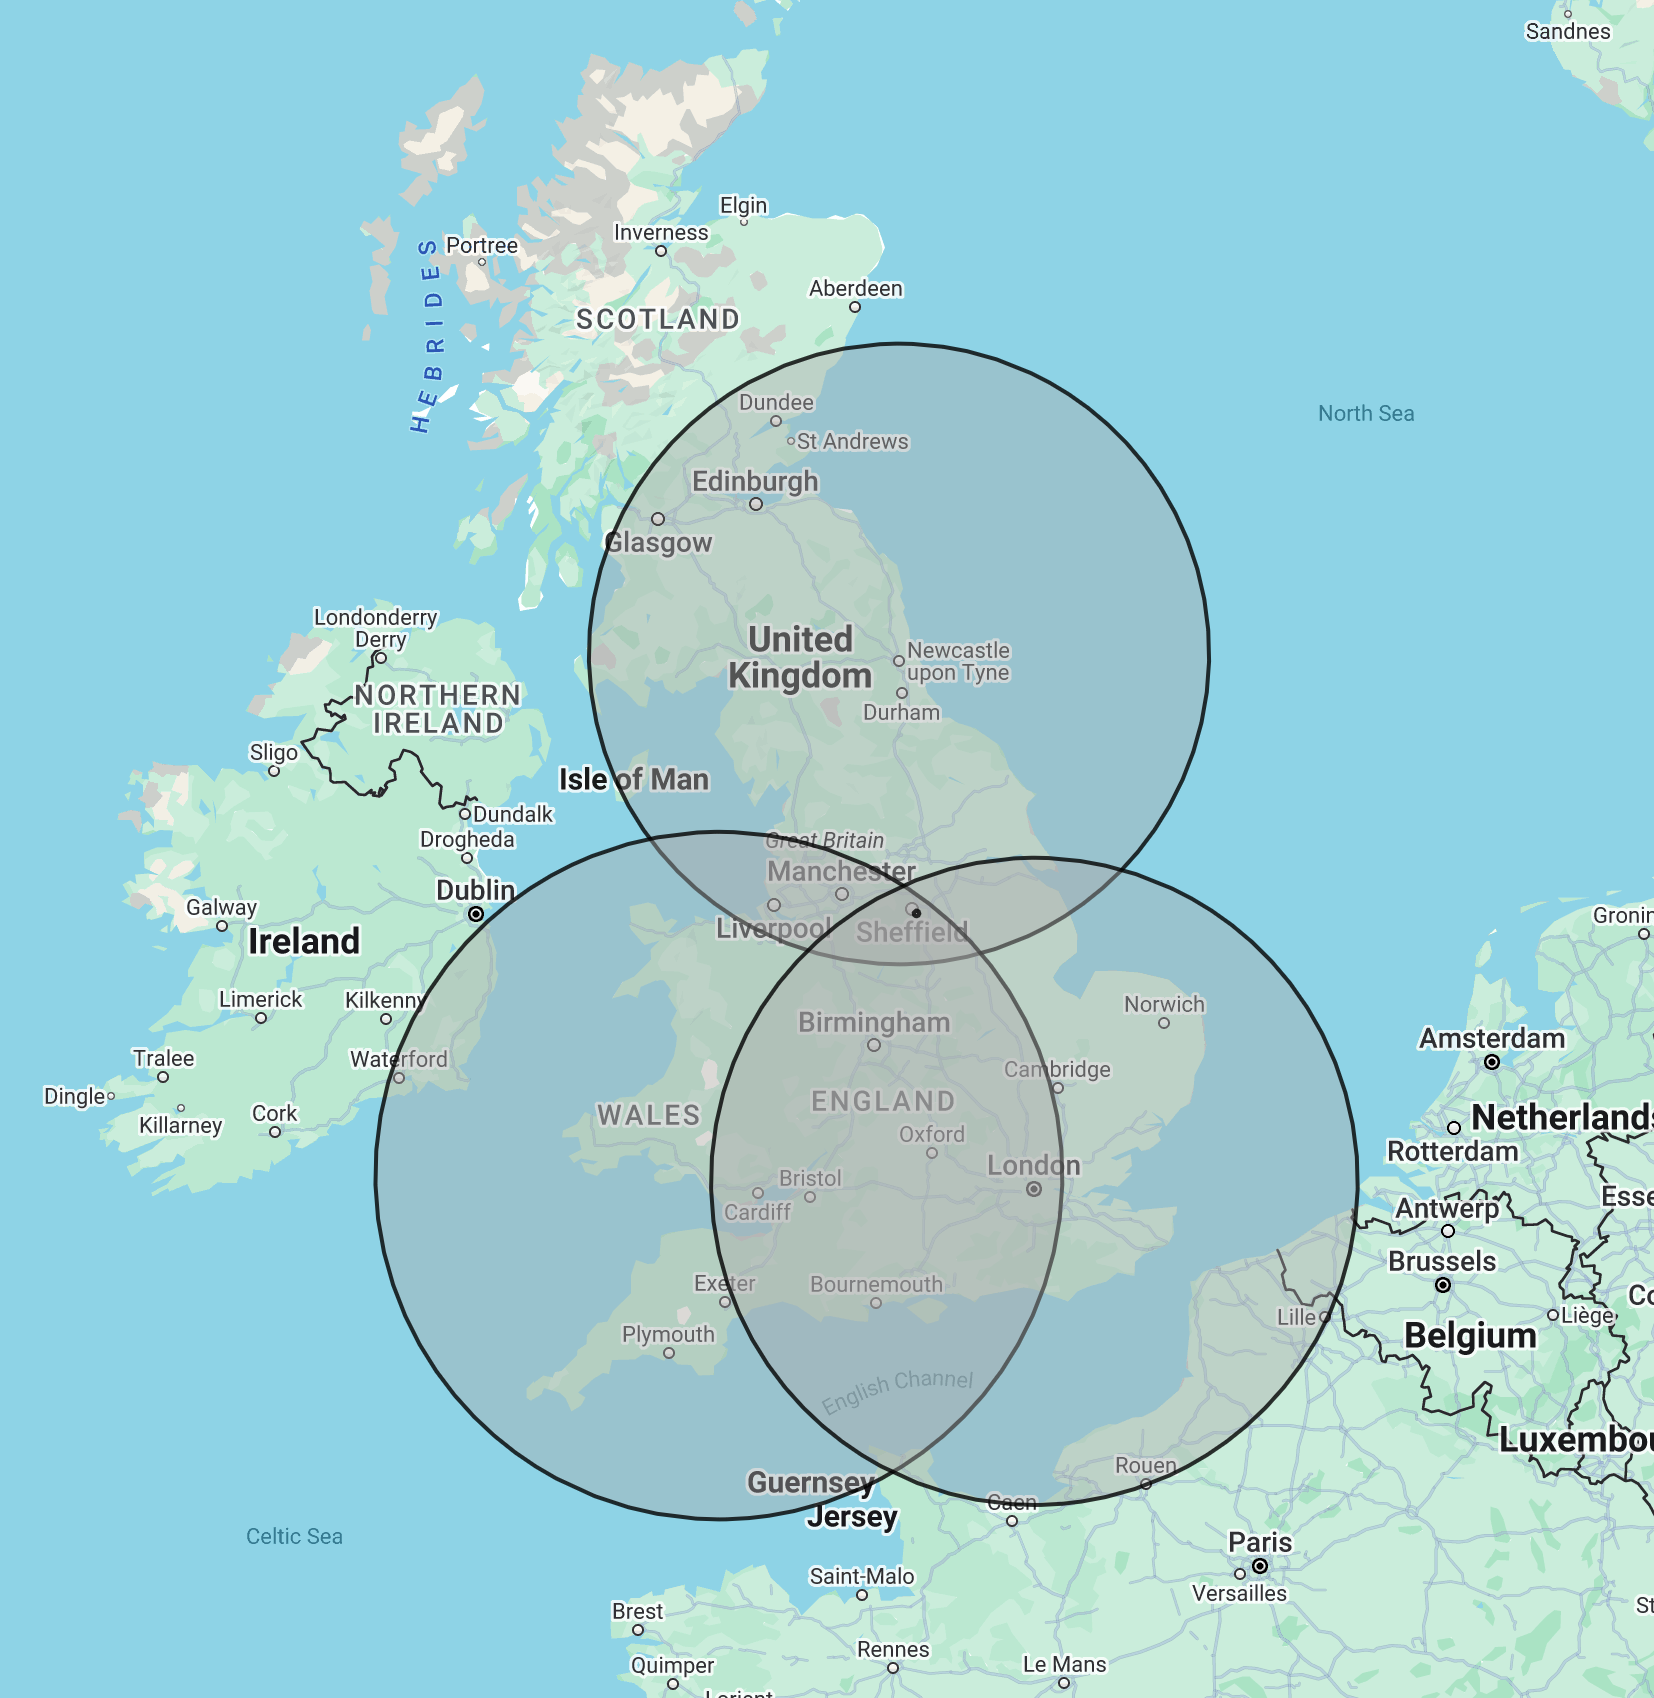 Sandnes
Elgin
Inverness
Portree
HEBRIDES
Aberdeen
SCOTLAND
North Sea
Dundee
St Andrews
Edinburgh
Glasgow
Londonderry
Derry
United
Kingdom
Newcastle
upon Tyne
NORTHERN
IRELAND
Durham
Sligo
Isle of Man
Dundalk
Drogheda
Great Britain
Manchester
Dublin
Galway
Liverpool
Sheffield
Gronin
Ireland
Limerick
Kilkenny
Norwich
Birmingham
Amsterdam
Tralee
Waterford
Cambridge
Dingle
Killarney
Cork
WALES
ENGLAND
Netherlands
Oxford
Rotterdam
London
Bristol
Cardiff
Antwerp
Esse
Brussels
Exeter
Bournemouth
Co
Lille
Liège
Plymouth
Belgium
English Channel
Luxembou
Rouen
Guernsey
Caen
Jersey
Celtic Sea
Paris
Saint-Malo
Versailles
Brest
St
Rennes
Quimper
Le Mans
Lorient